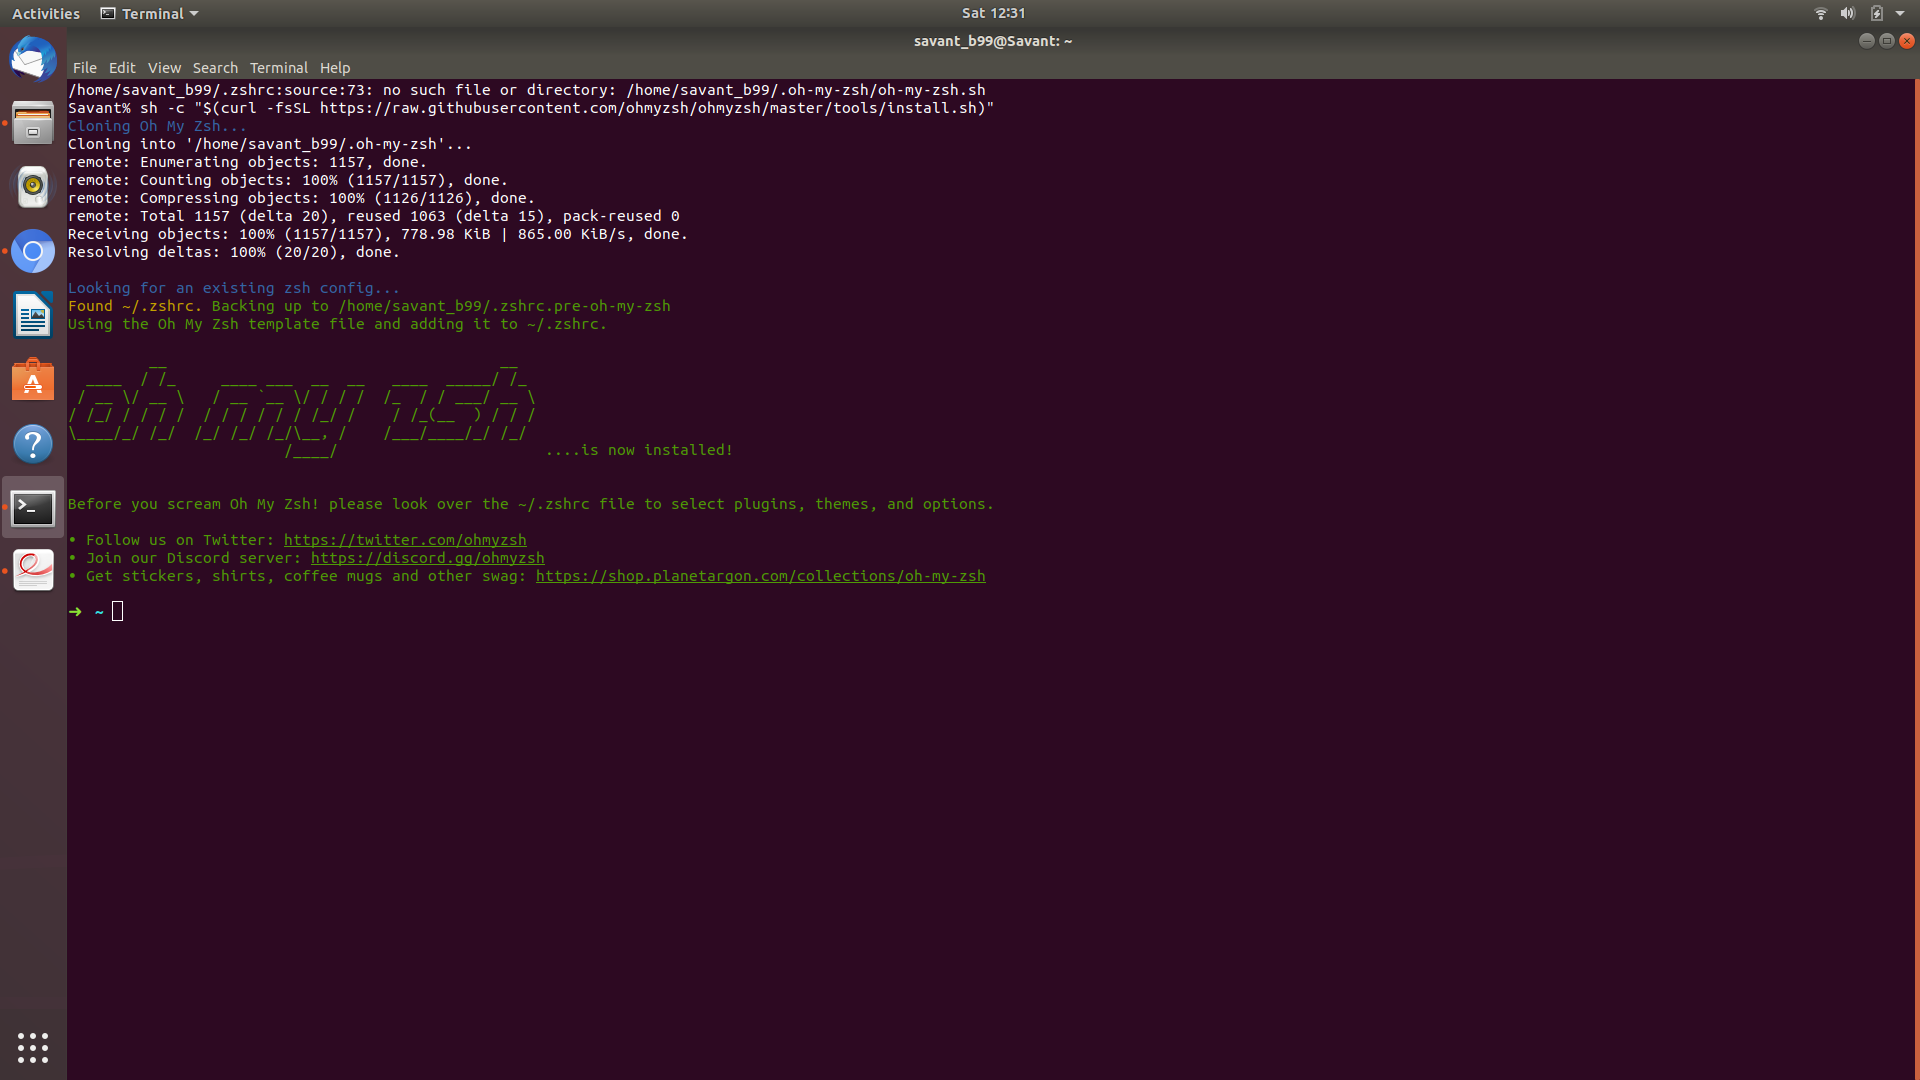 Activities Terminal Sat 12:31
savant_b99@Savant: ~
File Edit View Search Terminal Help
/home/savant_b99/.zshrc:source:73: no such file or directory: /home/savant_b99/.oh-my-zsh/oh-my-zsh.sh
Savant% sh -c "$(curl -fsSL https://raw.githubusercontent.com/ohmyzsh/ohmyzsh/master/tools/install.sh)"
Cloning Oh My Zsh...
Cloning into '/home/savant_b99/.oh-my-zsh'...
remote: Enumerating objects: 1157, done.
remote: Counting objects: 100% (1157/1157), done.
remote: Compressing objects: 100% (1126/1126), done.
remote: Total 1157 (delta 20), reused 1063 (delta 15), pack-reused 0
Receiving objects: 100% (1157/1157), 778.98 KiB | 865.00 KiB/s, done.
Resolving deltas: 100% (20/20), done.
Looking for an existing zsh config...
Found ~/.zshrc. Backing up to /home/savant_b99/.zshrc.pre-oh-my-zsh
Using the Oh My Zsh template file and adding it to ~/.zshrc.
oh my zsh
....is now installed!
Before you scream Oh My Zsh! please look over the ~/.zshrc file to select plugins, themes, and options.
• Follow us on Twitter: https://twitter.com/ohmyzsh
• Join our Discord server: https://discord.gg/ohmyzsh
• Get stickers, shirts, coffee mugs and other swag: https://shop.planetargon.com/collections/oh-my-zsh
➜ ~